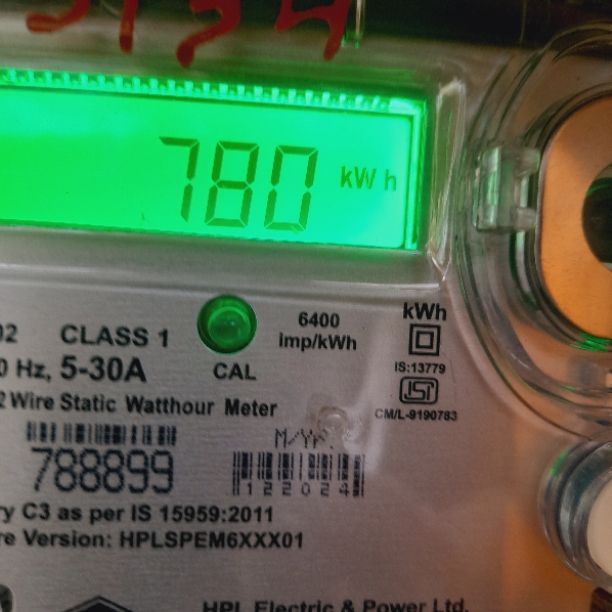 780 kWh
02 CLASS 1
6400
imp/kWh
kWh
0 Hz, 5-30A
CAL
IS:13779
2 Wire Static Watthour Meter
CM/L-9190783
M/Yr.
788899
122024
ry C3 as per IS 15959:2011
re Version: HPLSPEM6XXX01
HPL Electric & Power Ltd.